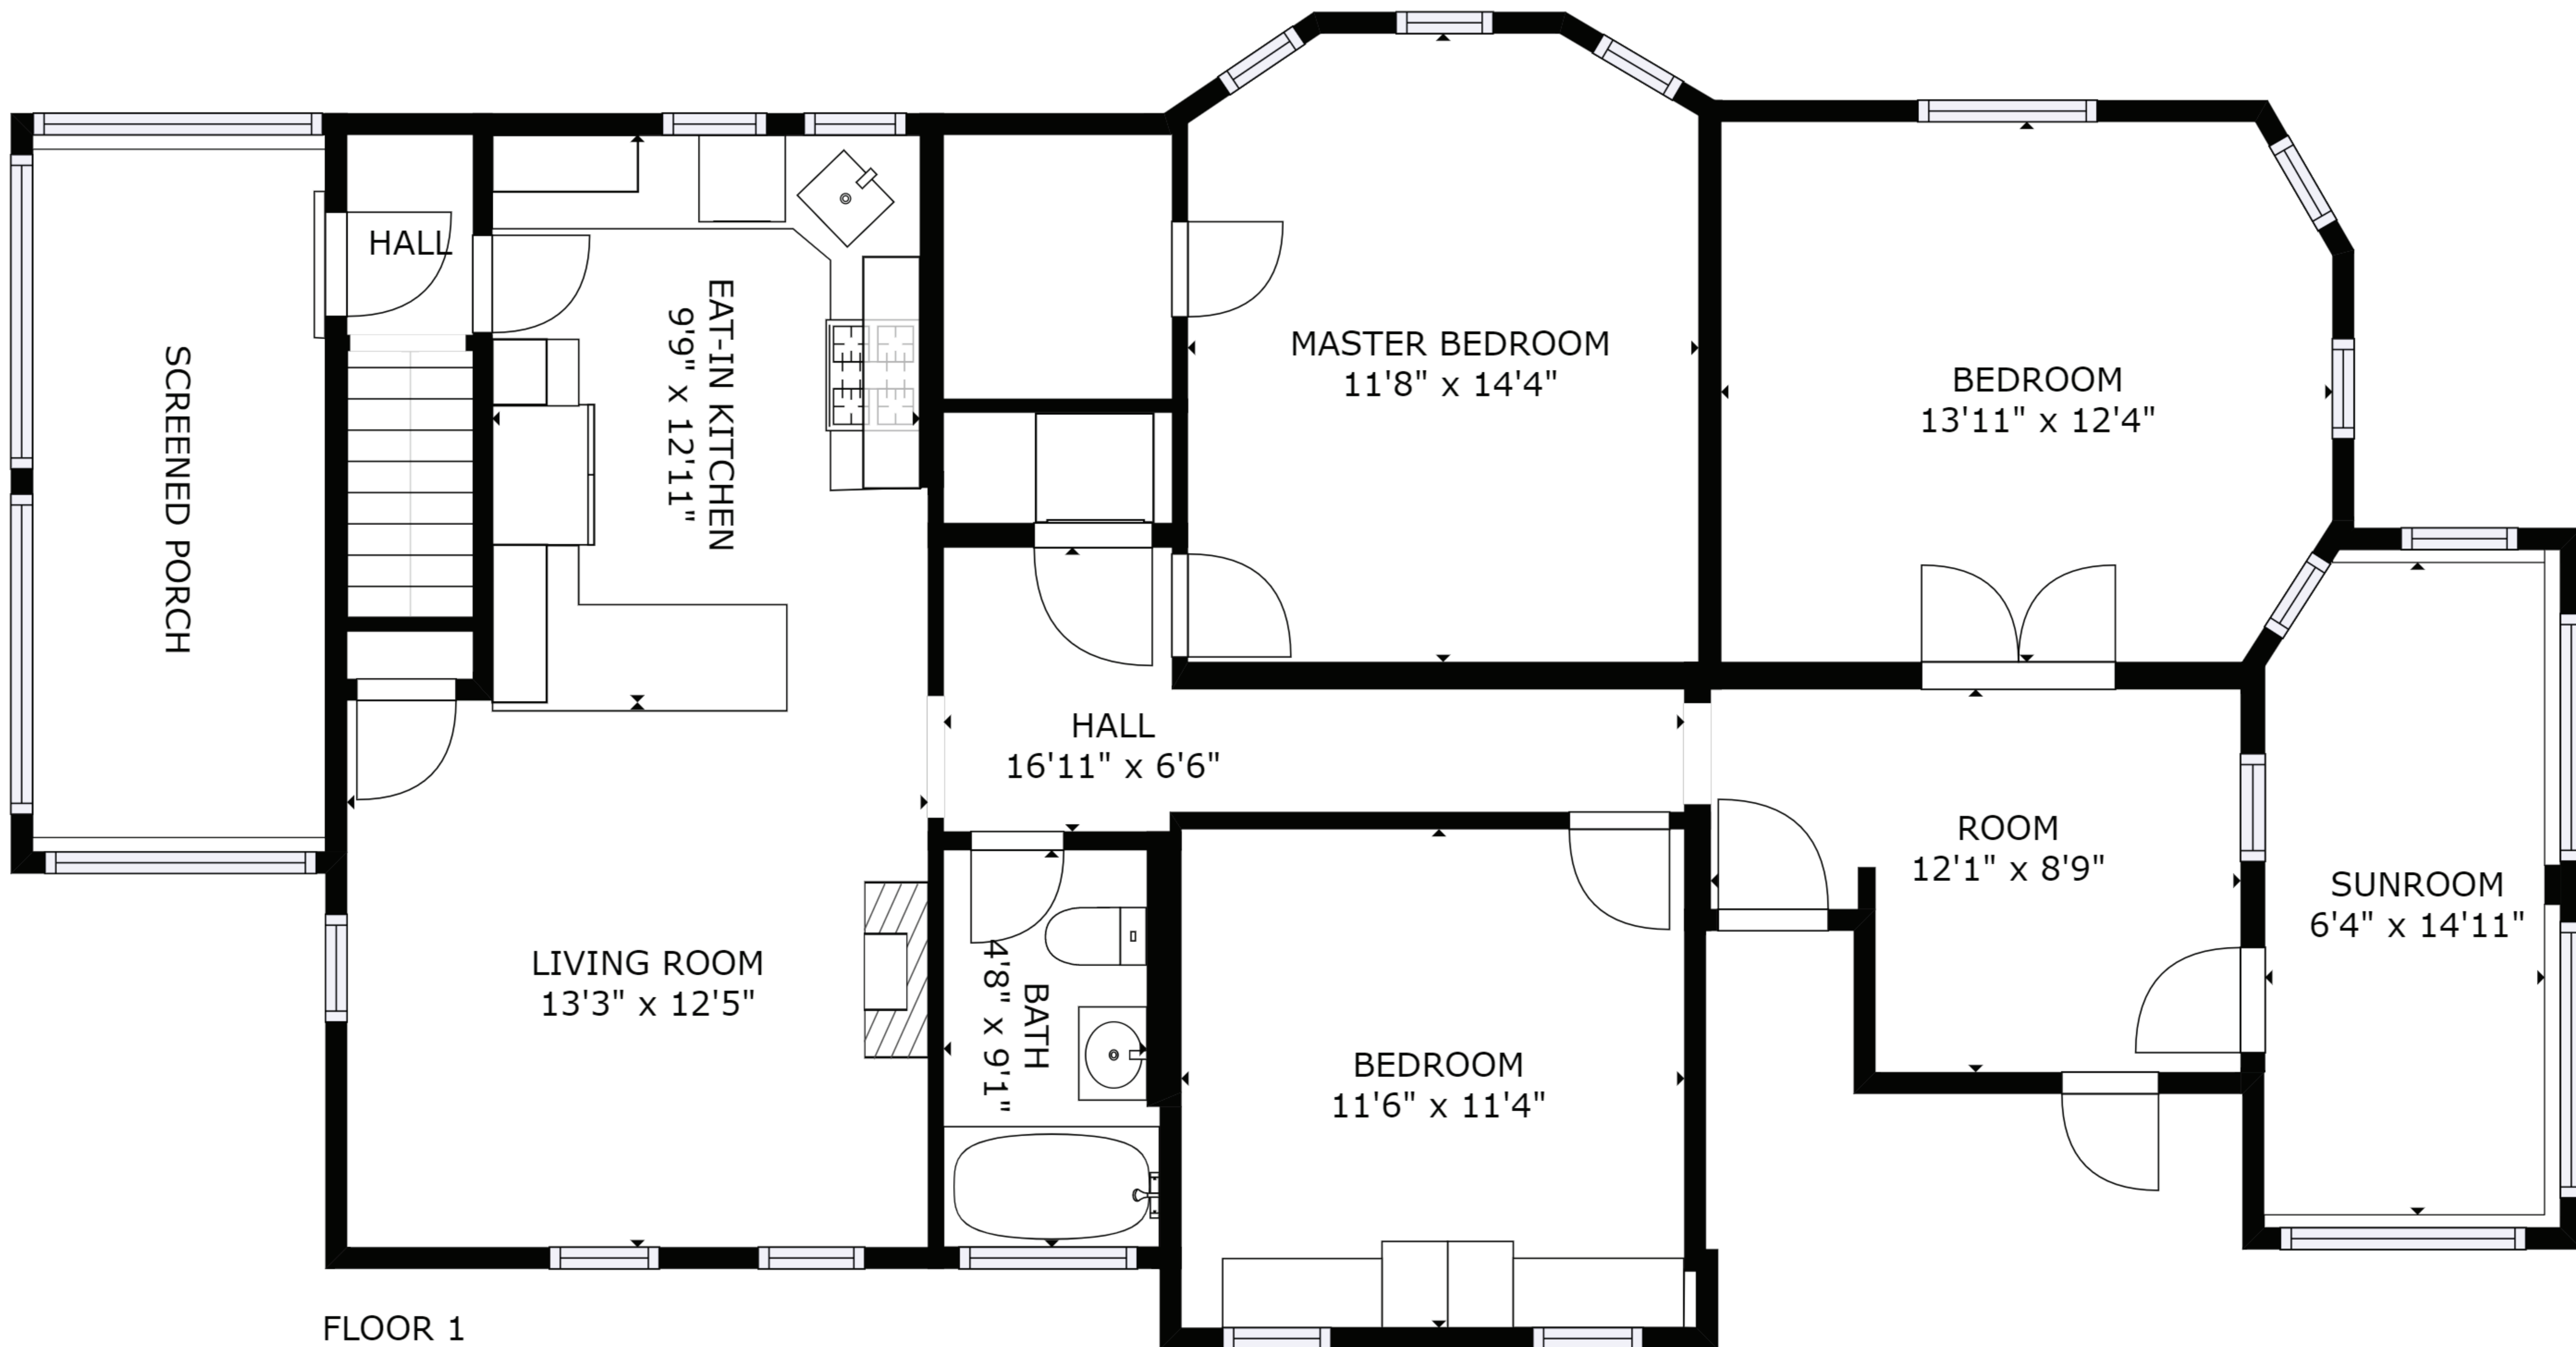 HALL
SCREENED PORCH
EAT-IN KITCHEN
9'9" x 12'11"
MASTER BEDROOM
11'8" x 14'4"
BEDROOM
13'11" x 12'4"
HALL
16'11" x 6'6"
ROOM
12'1" x 8'9"
SUNROOM
6'4" x 14'11"
LIVING ROOM
13'3" x 12'5"
BATH
4'8" x 9'1"
BEDROOM
11'6" x 11'4"
FLOOR 1